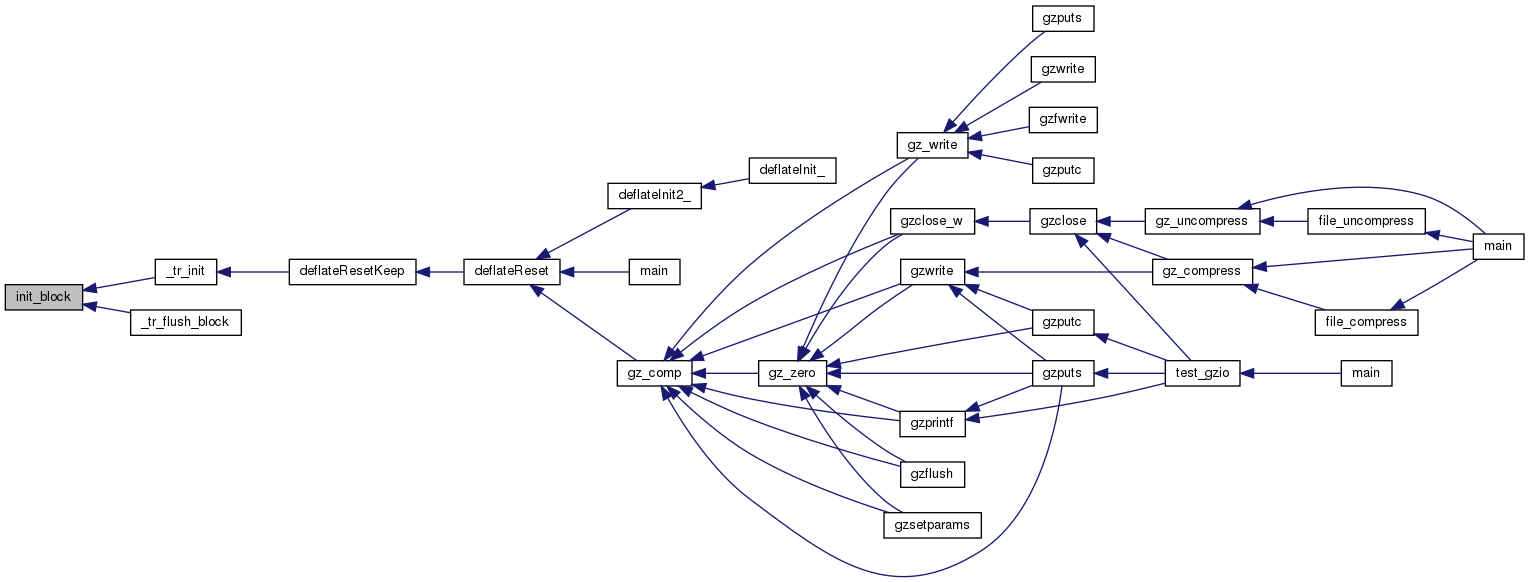 gzputs
gzwrite
gzfwrite
gz_write
gzputc
deflateInit_
deflateInit2_
gzclose_w
gzclose
gz_uncompress
file_uncompress
main
_tr_init
deflateResetKeep
deflateReset
main
gzwrite
gz_compress
init_block
_tr_flush_block
gzputc
file_compress
gz_comp
gz_zero
gzputs
test_gzio
main
gzprintf
gzflush
gzsetparams